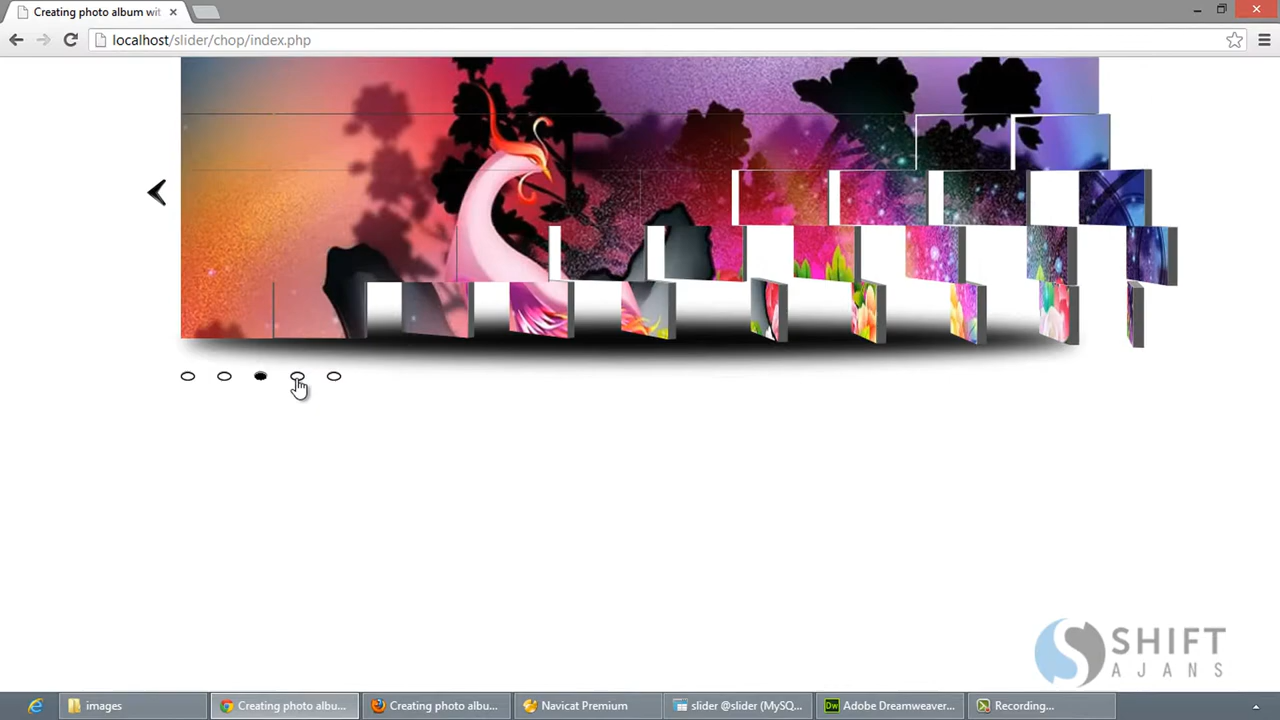 Creating photo album wit
localhost/slider/chop/index.php
SHIFT
AJANS
images
Creating photo albu...
Creating photo albu...
Navicat Premium
slider @slider (MySQ...
Dw
Adobe Dreamweaver...
Recording...